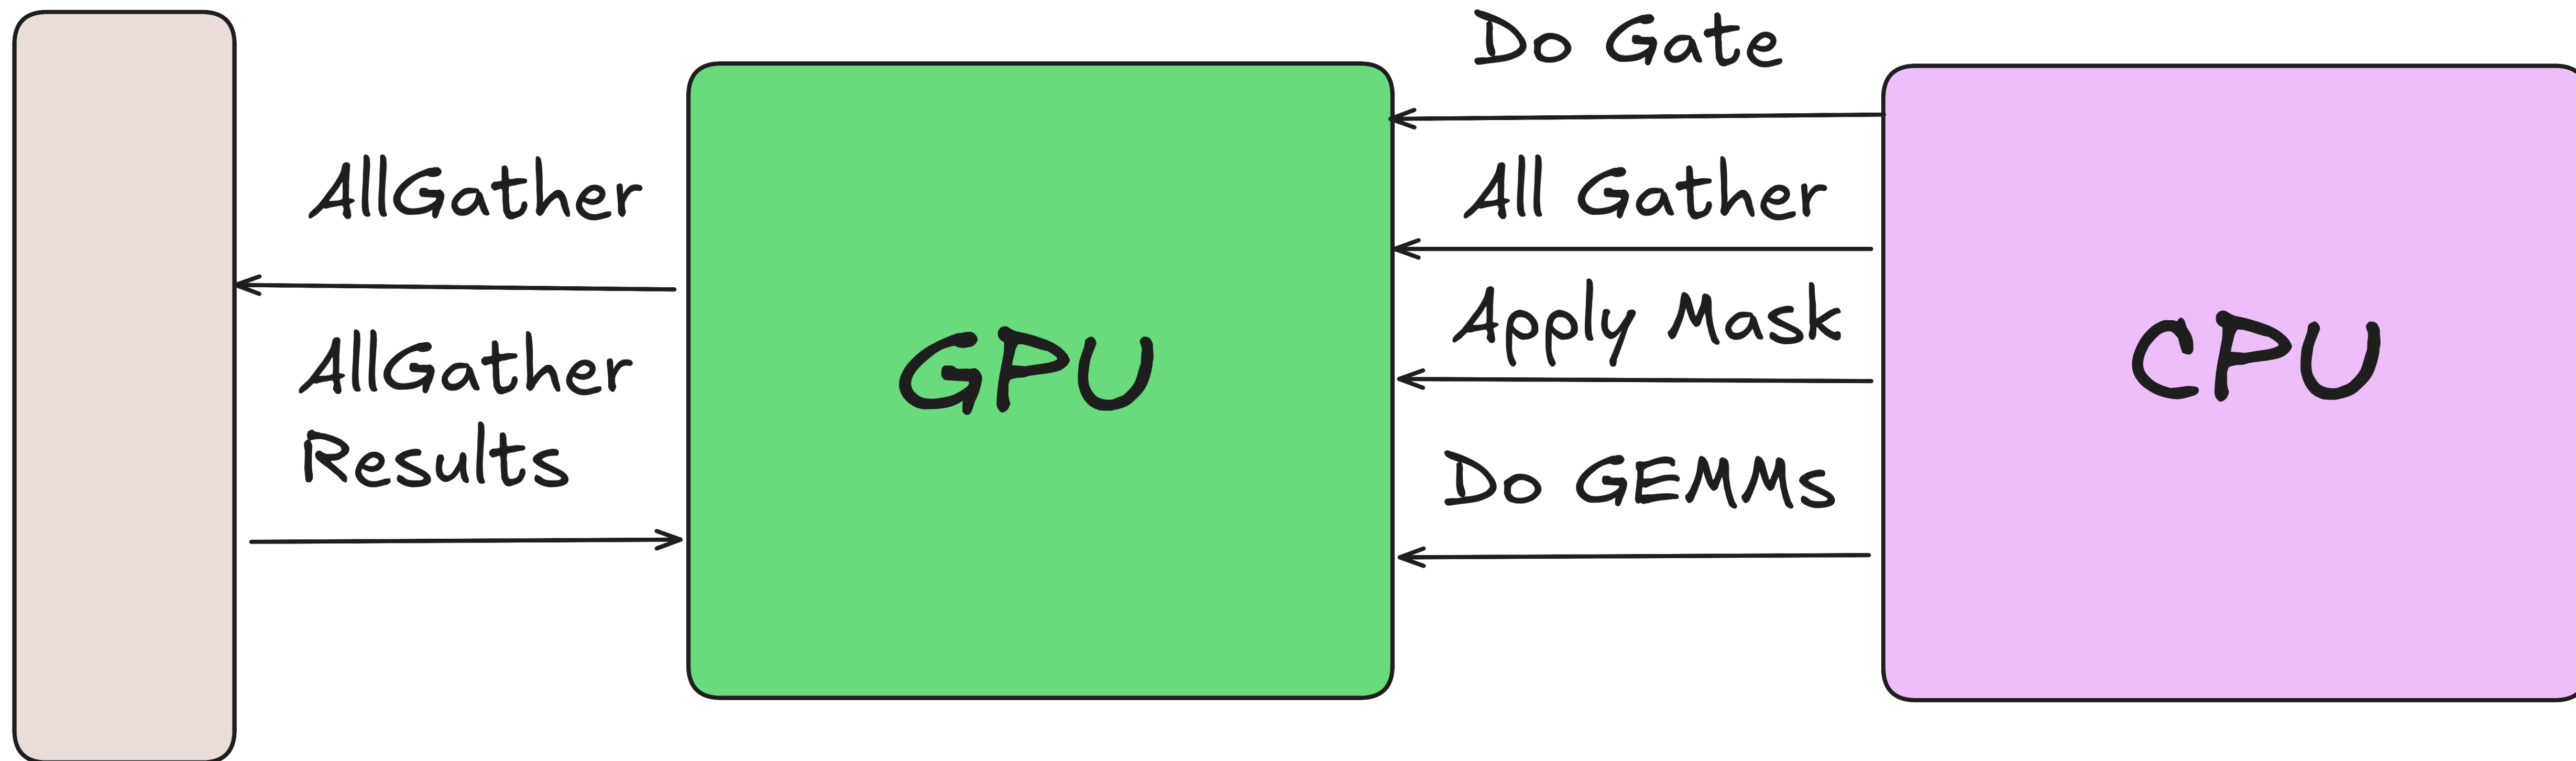 Do Gate
AllGather
All Gather
Apply Mask
AllGather
Results
GPU
CPU
Do GEMMs